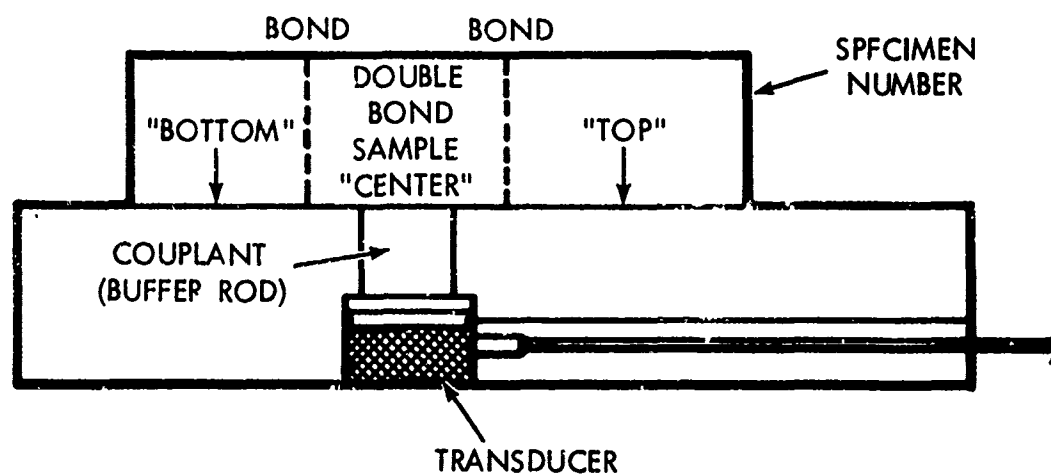 BOND
BOND
SPFCIMEN
NUMBER
DOUBLE
BOND
SAMPLE
"CENTER"
"BOTTOM"
"TOP"
COUPLANT
(BUFFER ROD)
TRANSDUCER